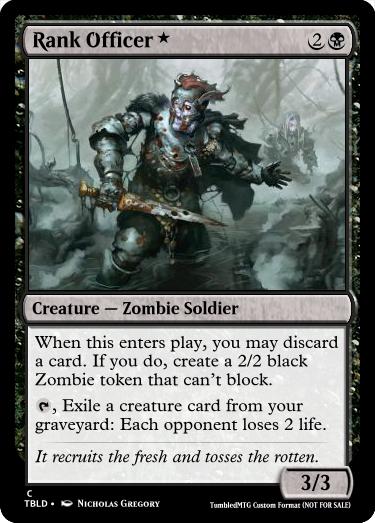 Rank Officer ★ 2
Creature — Zombie Soldier
When this enters play, you may discard
a card. If you do, create a 2/2 black
Zombie token that can't block.
, Exile a creature card from your
graveyard: Each opponent loses 2 life.
It recruits the fresh and tosses the rotten.
3/3
C
TBLD • Nicholas Gregory
TumbledMTG Custom Format (NOT FOR SALE)